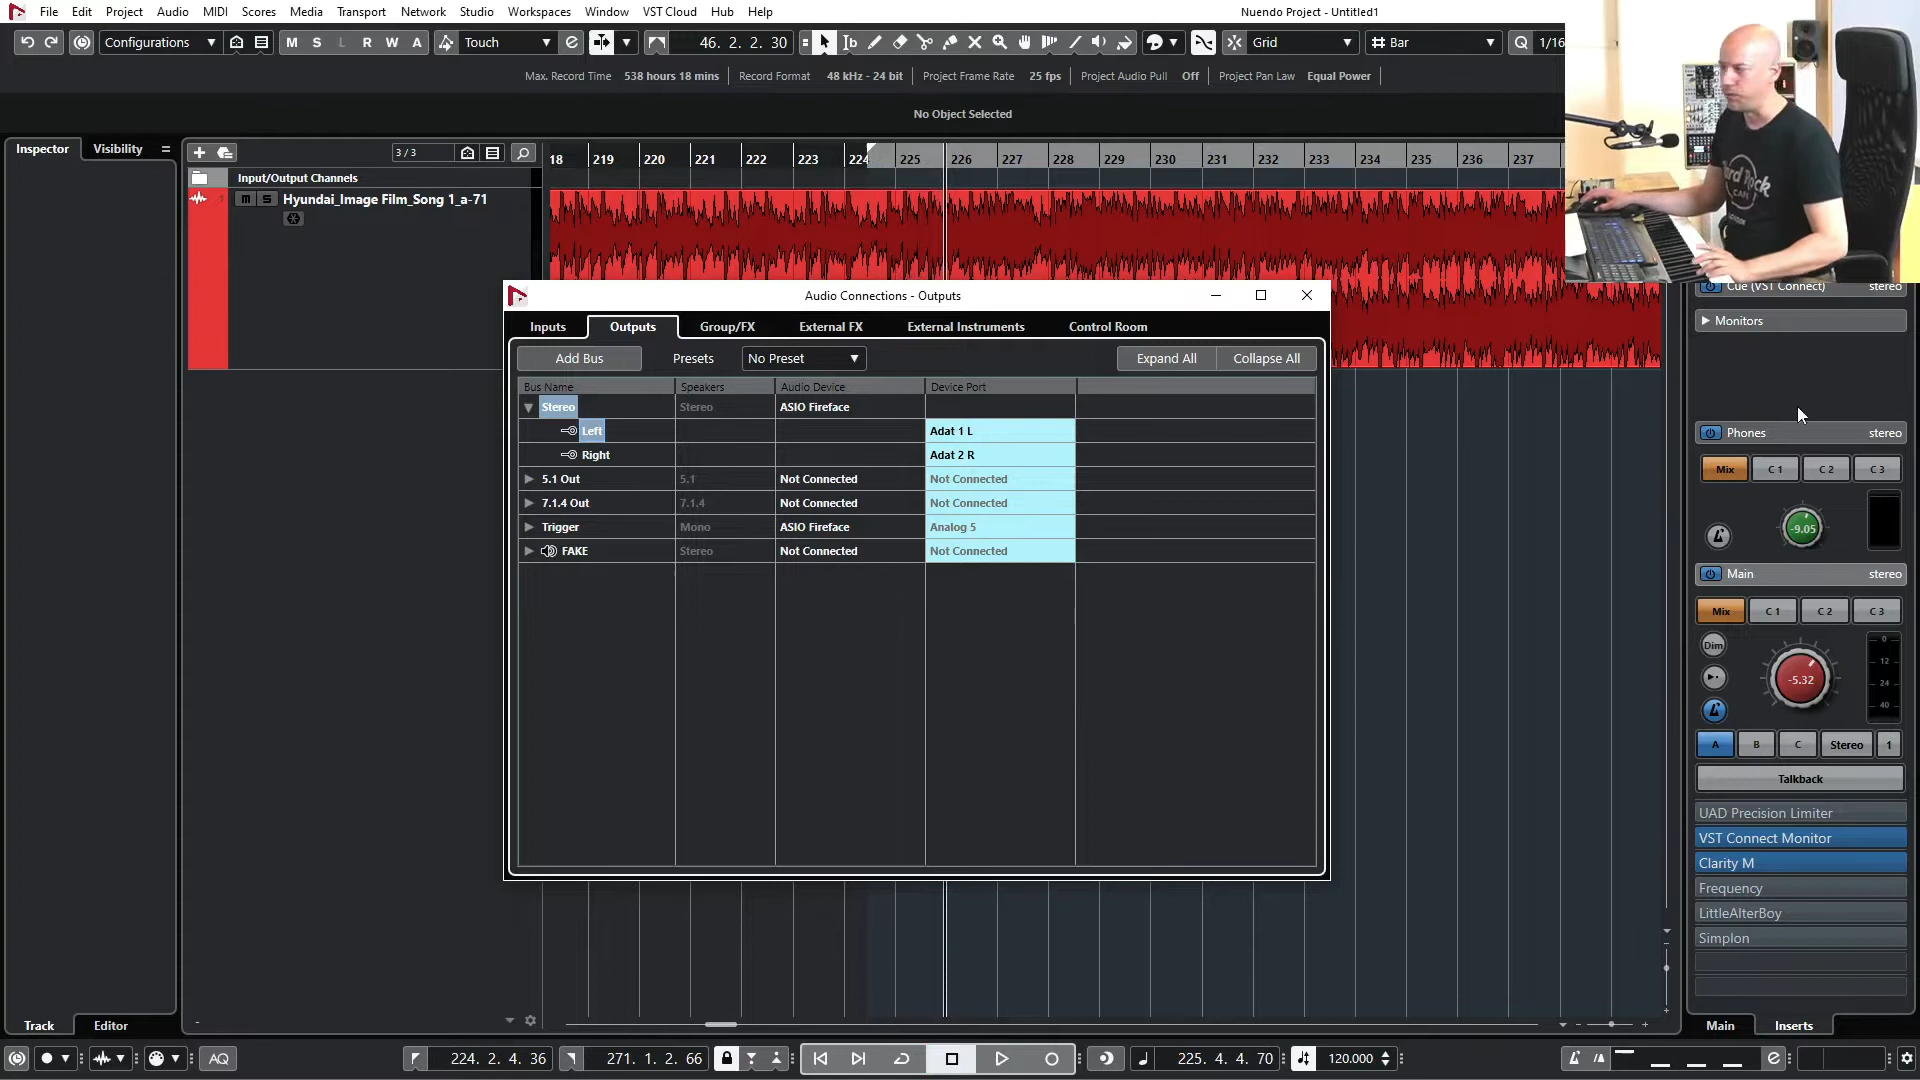 File Edit Project Audio MIDI Scores Media Transport Network Studio Workspaces Window VST Cloud Hub Help
Nuendo Project - Untitled1
Configurations M S L R W A Touch 46. 2. 2. 30 Grid Bar Q 1/16
Max. Record Time 538 hours 18 mins Record Format 48 kHz - 24 bit Project Frame Rate 25 fps Project Audio Pull Off Project Pan Law Equal Power
No Object Selected
Inspector Visibility
3 / 3
18 219 220 221 222 223 224 225 226 227 228 229 230 231 232 233 234 235 236 237
Input/Output Channels
1 m S Hyundai_Image Film_Song 1_a-71
Audio Connections - Outputs
Inputs Outputs Group/FX External FX External Instruments Control Room
Add Bus Presets No Preset Expand All Collapse All
Bus Name Speakers Audio Device Device Port
Stereo Stereo ASIO Fireface
Left Adat 1 L
Right Adat 2 R
5.1 Out 5.1 Not Connected Not Connected
7.1.4 Out 7.1.4 Not Connected Not Connected
Trigger Mono ASIO Fireface Analog 5
FAKE Stereo Not Connected Not Connected
Cue (VST Connect) stereo
Monitors
Phones stereo
Mix C 1 C 2 C 3
-9.05
Main stereo
Mix C 1 C 2 C 3
Dim
-5.32
0
12
24
40
A B C Stereo 1
Talkback
UAD Precision Limiter
VST Connect Monitor
Clarity M
Frequency
LittleAlterBoy
Simplon
Track Editor
Main Inserts
AQ 224. 2. 4. 36 271. 1. 2. 66 225. 4. 4. 70 120.000